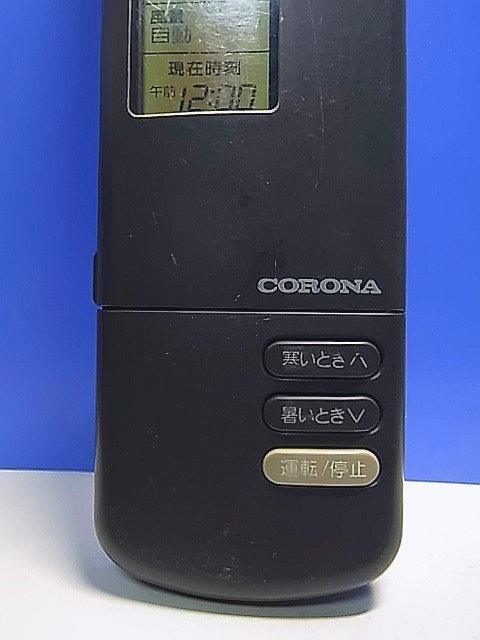 風量
自動
現在時刻
午前 12:00
CORONA
寒いとき∧
暑いとき∨
運転/停止